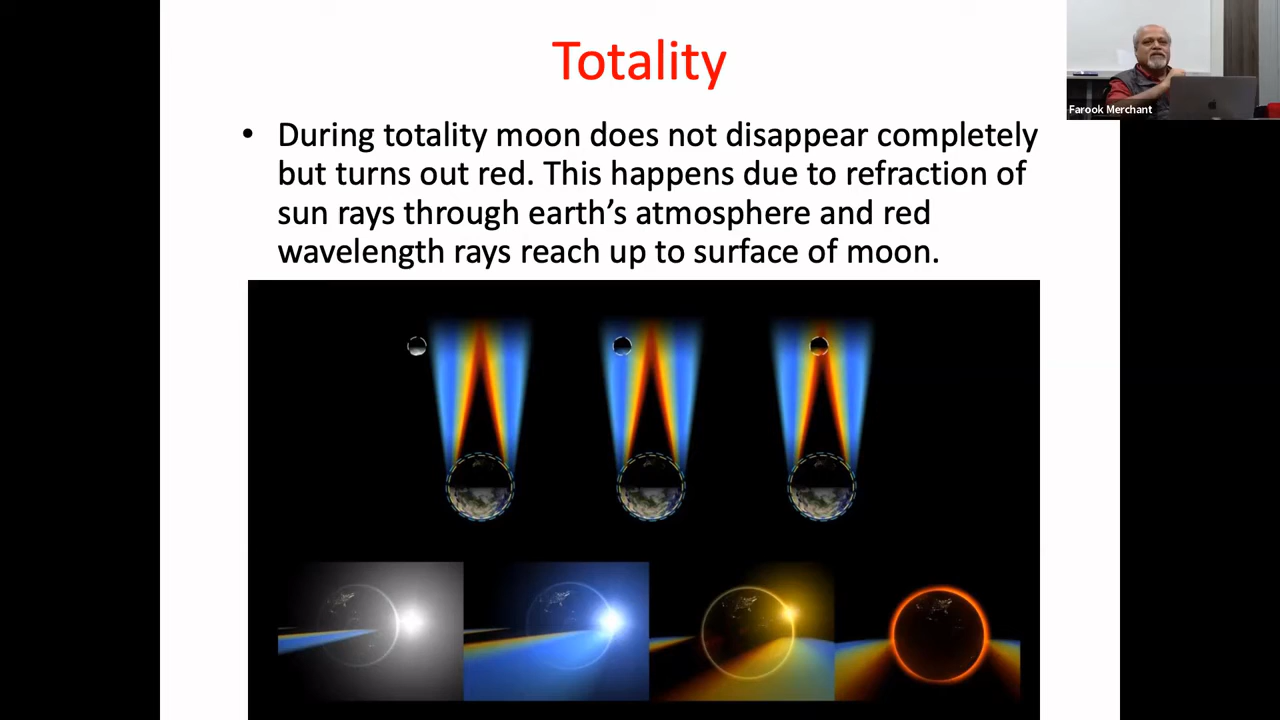 Totality
• During totality moon does not disappear completely
but turns out red. This happens due to refraction of
sun rays through earth’s atmosphere and red
wavelength rays reach up to surface of moon.
Farook Merchant